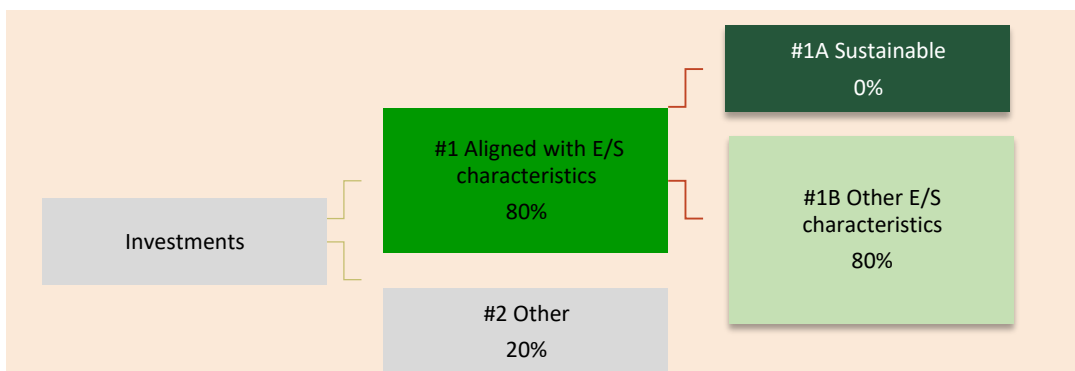 Investments
#1 Aligned with E/S
characteristics
80%
#2 Other
20%
#1A Sustainable
0%
#1B Other E/S
characteristics
80%